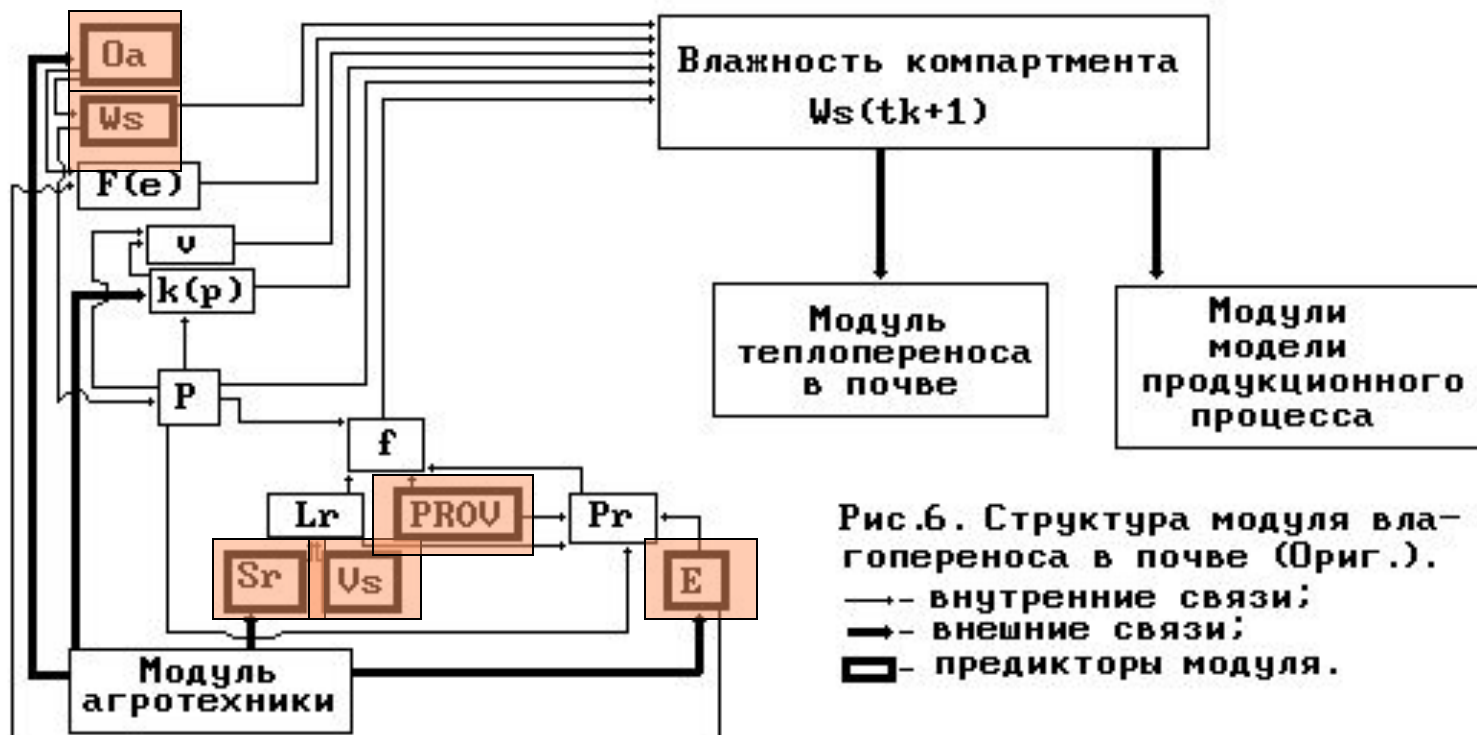 Oa
Ws
F(e)
v
k(p)
P
f
Lr
PROV
Pr
Sr
Vs
E
Модуль
агротехники
Влажность компартмента
Ws(tk+1)
Модуль
теплопереноса
в почве
Модули
модели
продукционного
процесса
Рис.6. Структура модуля вла-
гопереноса в почве (Ориг.).
- внутренние связи;
- внешние связи;
- предикторы модуля.